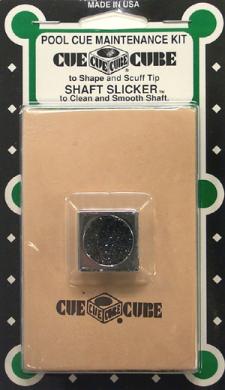 MADE IN USA
POOL CUE MAINTENANCE KIT
CUE CUE CUBE CUBE®
to Shape and Scuff Tip
SHAFT SLICKER™
to Clean and Smooth Shaft.
CUE CUBE®